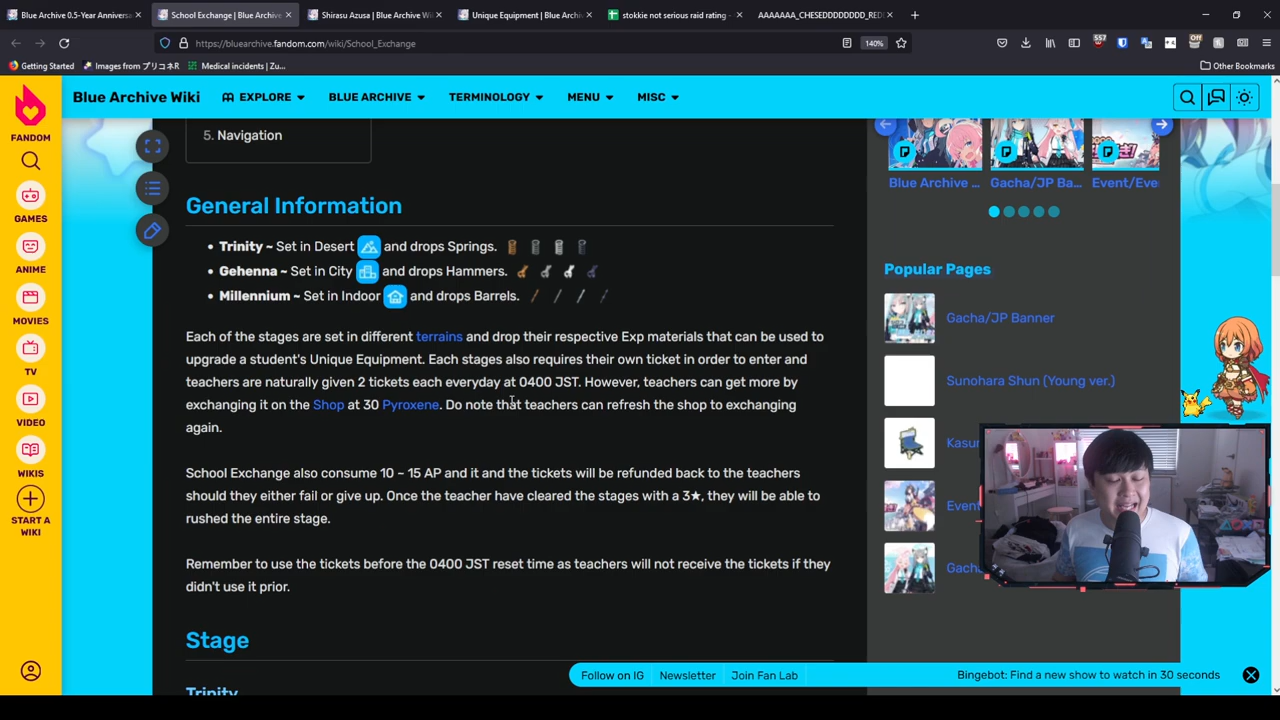 Blue Archive 0.5-Year Anniversa
School Exchange | Blue Archive
Shirasu Azusa | Blue Archive Wi
Unique Equipment | Blue Archi
stokkie not serious raid rating -
AAAAAAA_CHESEDDDDDDDD_RED
https://bluearchive.fandom.com/wiki/School_Exchange
140%
557
Off
Getting Started
Images from プリコネR
Medical incidents | Zu...
Other Bookmarks
Blue Archive Wiki
EXPLORE
BLUE ARCHIVE
TERMINOLOGY
MENU
MISC
FANDOM
GAMES
ANIME
MOVIES
TV
VIDEO
WIKIS
START A
WIKI
5. Navigation
General Information
Trinity ~ Set in Desert and drops Springs.
Gehenna ~ Set in City and drops Hammers.
Millennium ~ Set in Indoor and drops Barrels.
Each of the stages are set in different terrains and drop their respective Exp materials that can be used to
upgrade a student's Unique Equipment. Each stages also requires their own ticket in order to enter and
teachers are naturally given 2 tickets each everyday at 0400 JST. However, teachers can get more by
exchanging it on the Shop at 30 Pyroxene. Do note that teachers can refresh the shop to exchanging
again.
School Exchange also consume 10 ~ 15 AP and it and the tickets will be refunded back to the teachers
should they either fail or give up. Once the teacher have cleared the stages with a 3★, they will be able to
rushed the entire stage.
Remember to use the tickets before the 0400 JST reset time as teachers will not receive the tickets if they
didn't use it prior.
Stage
Trinity
Blue Archive ...
Gacha/JP Ba...
Event/Eve
Popular Pages
Gacha/JP Banner
Sunohara Shun (Young ver.)
Kasu
Event
Gach
Follow on IG
Newsletter
Join Fan Lab
Bingebot: Find a new show to watch in 30 seconds